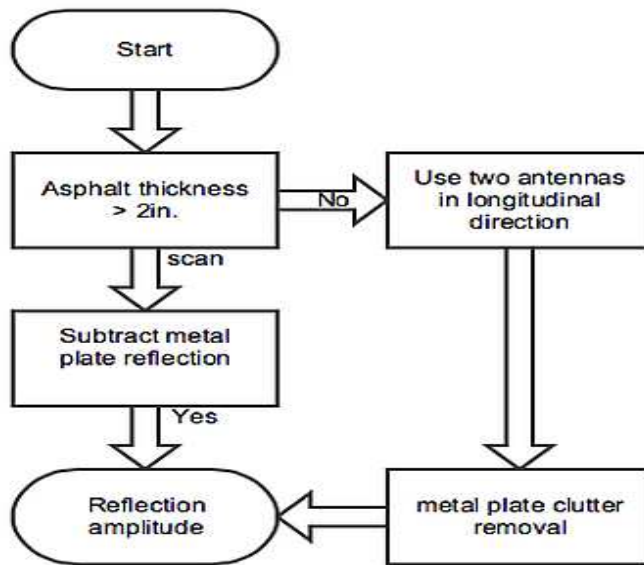 Start
Asphalt thickness
> 2in.
No
Use two antennas
in longitudinal
direction
scan
Subtract metal
plate reflection
Yes
Reflection
amplitude
metal plate clutter
removal